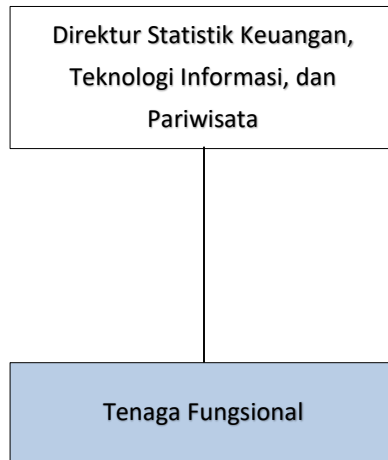 Direktur Statistik Keuangan,
Teknologi Informasi, dan
Pariwisata
Tenaga Fungsional